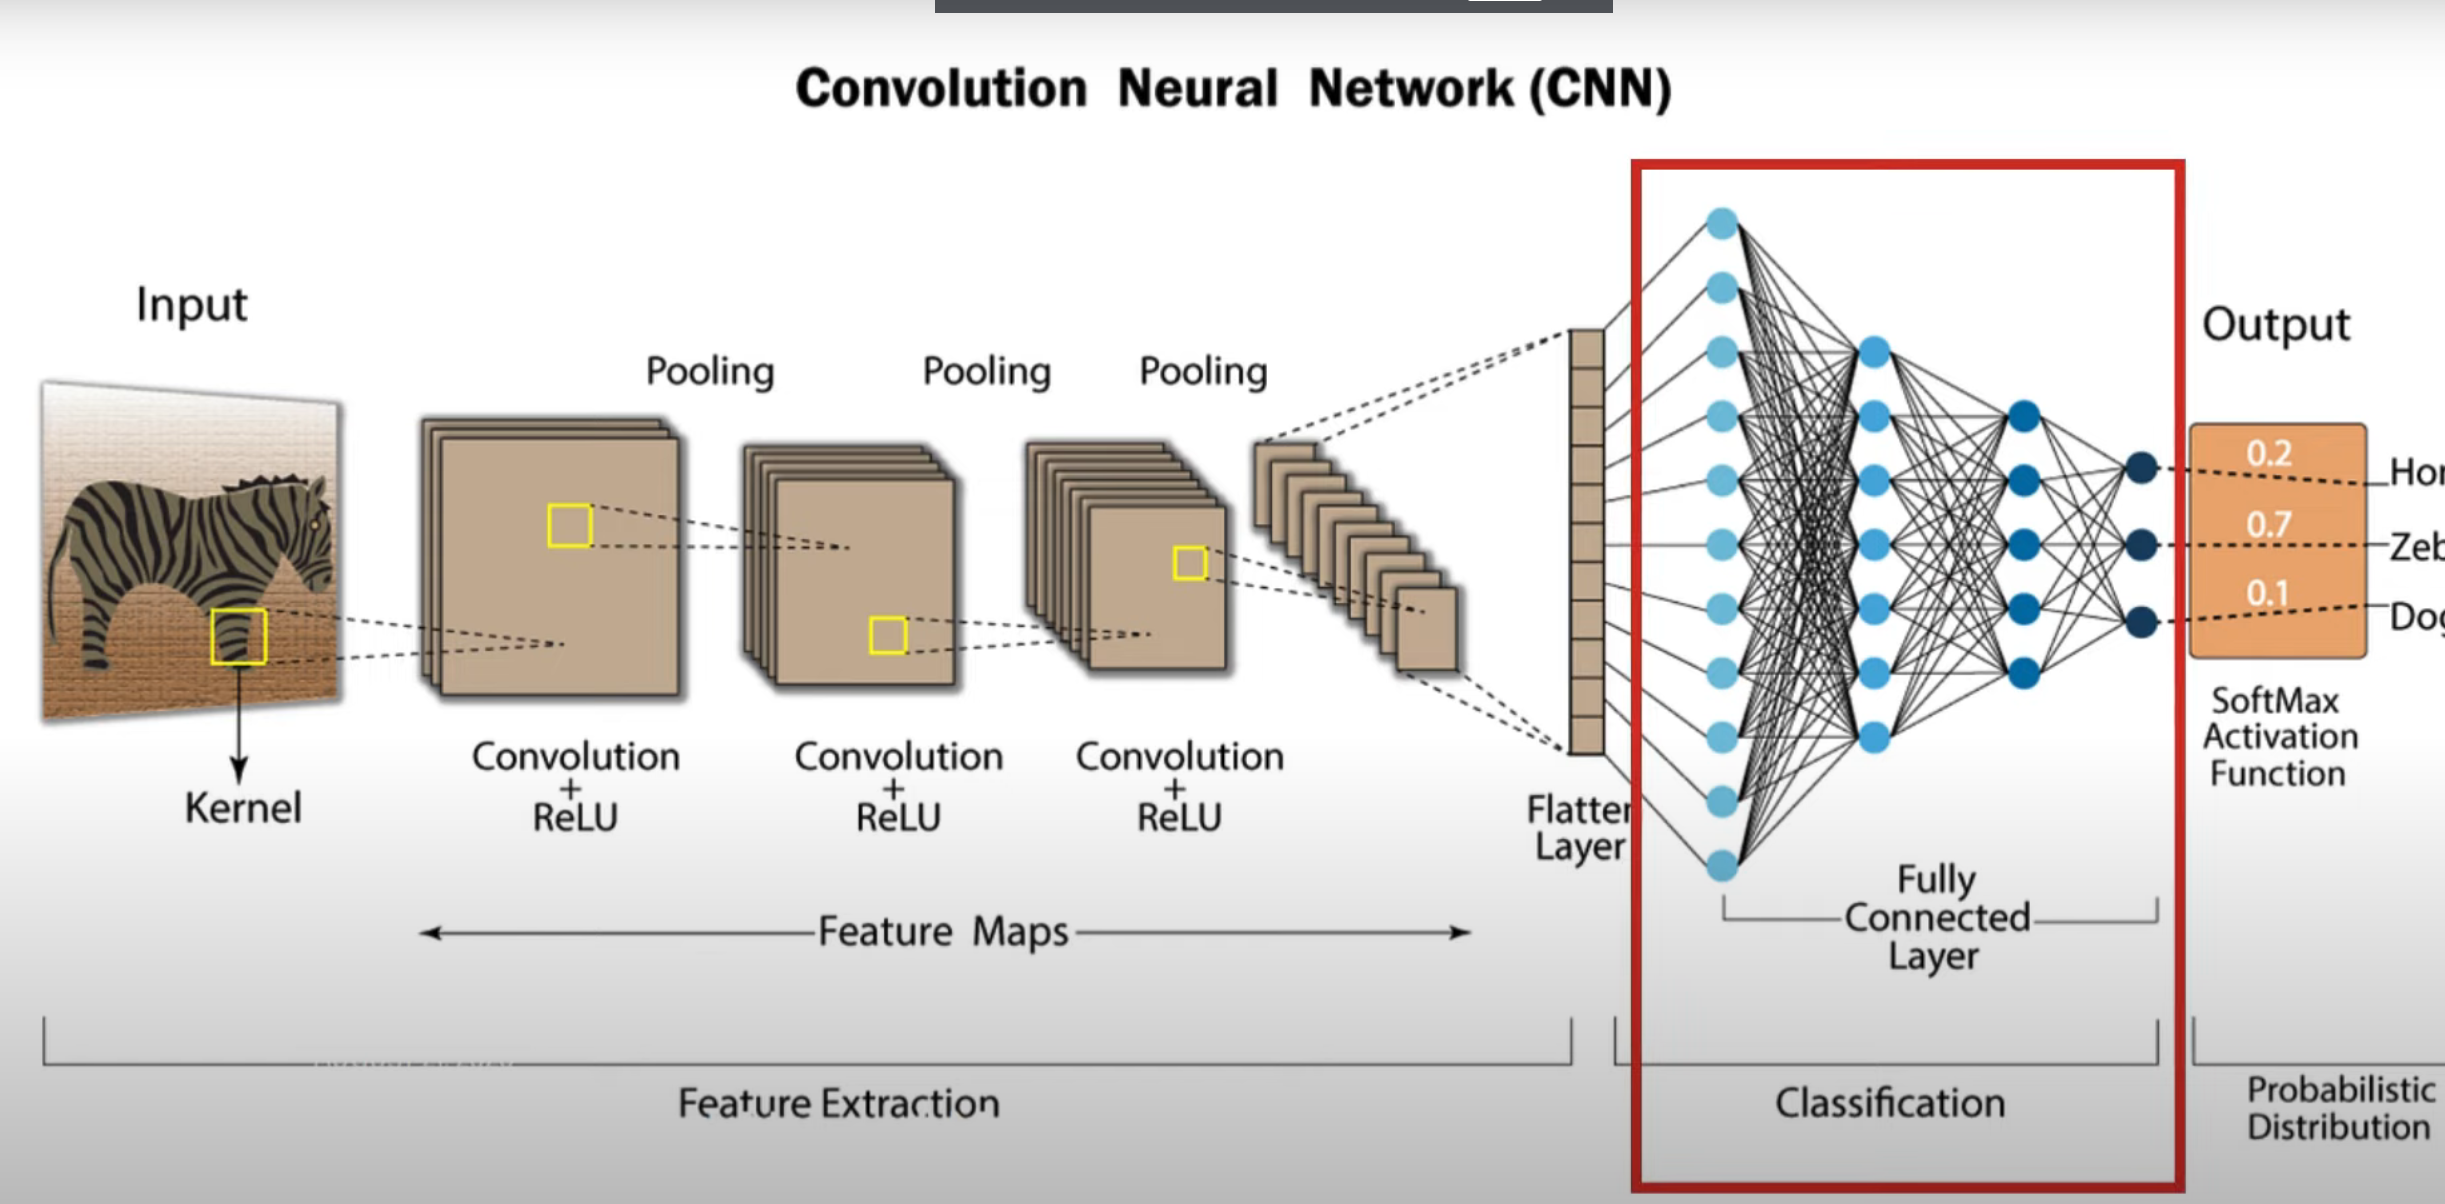 Convolution Neural Network (CNN)
Input
Pooling
Pooling
Pooling
Output
Kernel
Convolution
+
ReLU
Convolution
+
ReLU
Convolution
+
ReLU
Flatten
Layer
Fully
Connected
Layer
0.2
0.7
0.1
Hor
Zeb
Dog
SoftMax
Activation
Function
Feature Maps
Feature Extraction
Classification
Probabilistic
Distribution